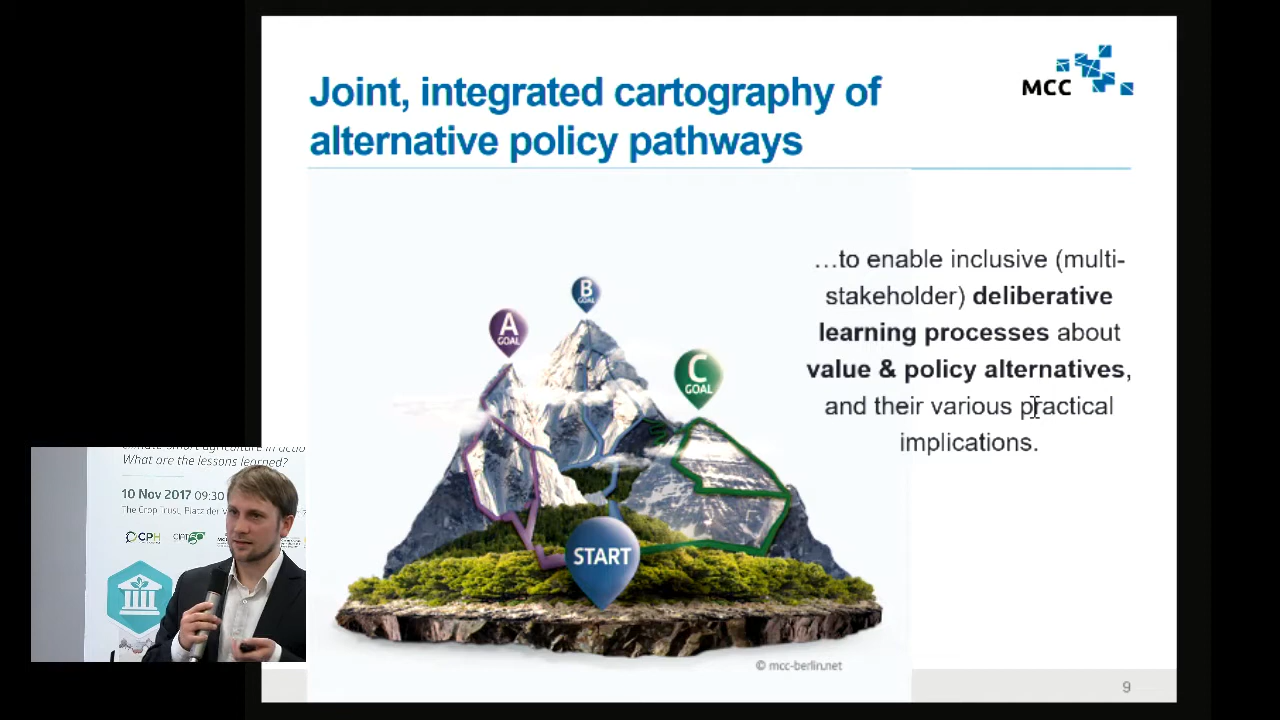 Joint, integrated cartography of
alternative policy pathways
MCC
…to enable inclusive (multi-
stakeholder) deliberative
learning processes about
value & policy alternatives,
and their various practical
implications.
B
GOAL
A
GOAL
C
GOAL
START
© mcc-berlin.net
9
What are the lessons learned?
10 Nov 2017 09:30
The Crop Trust, Platz der
CPH
CIAT